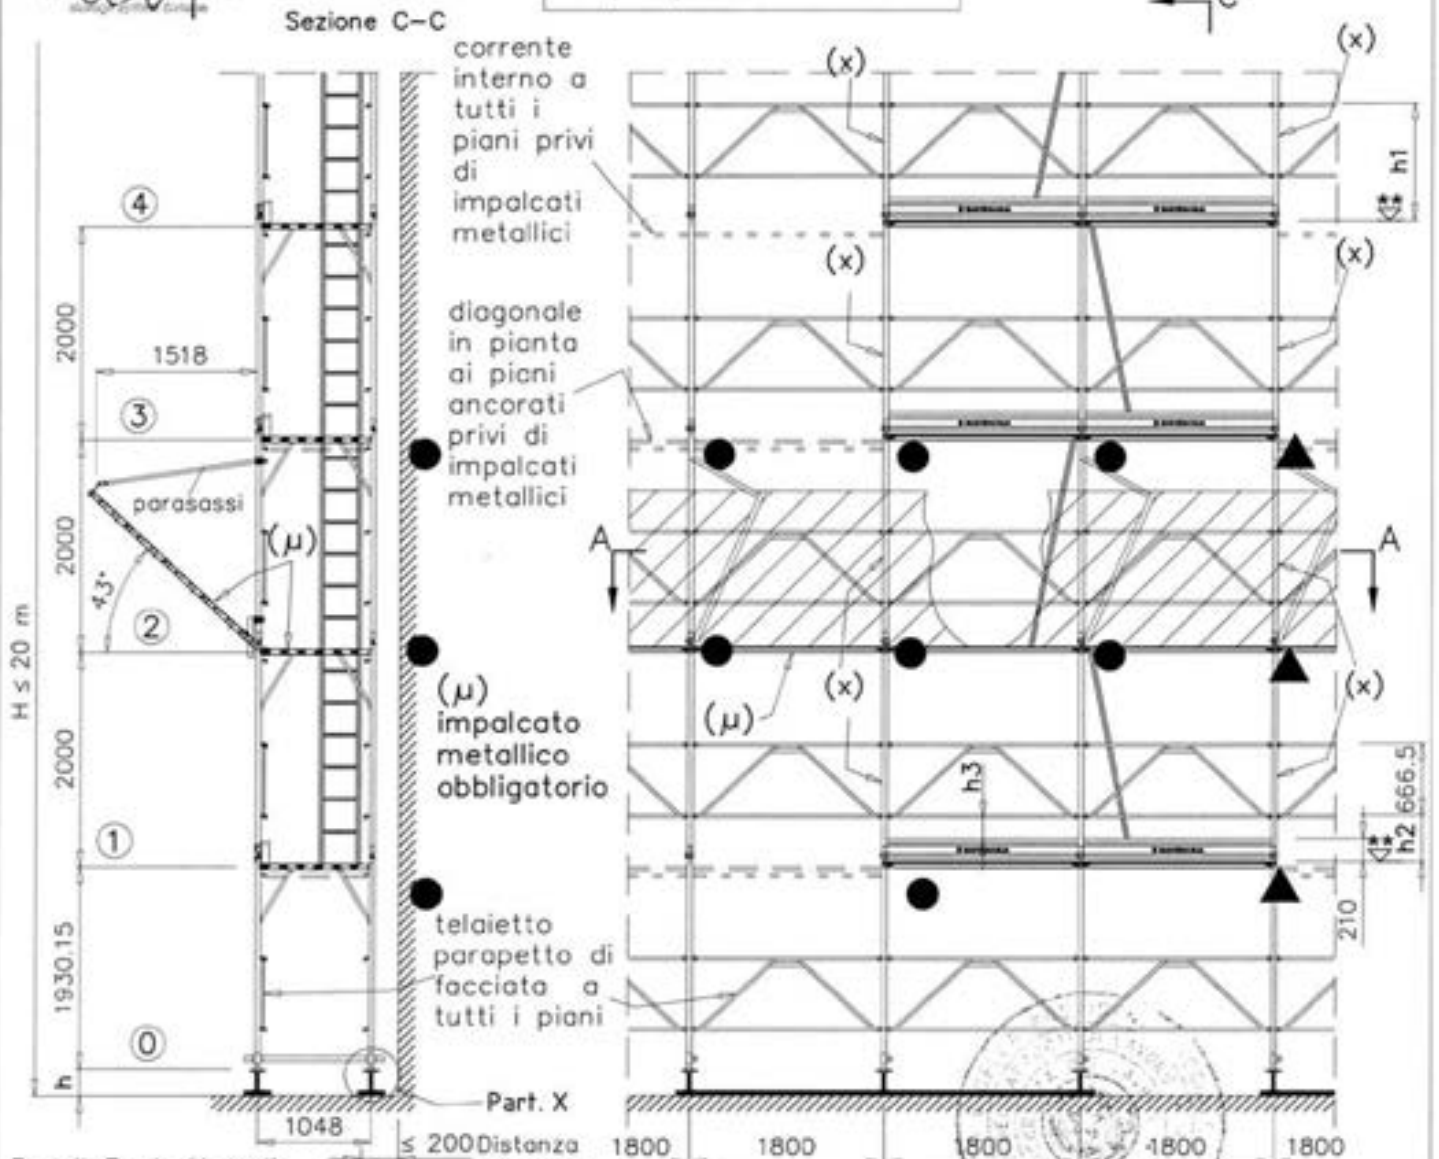 Sezione C-C
C
corrente
interno a
tutti i
piani privi
di
impalcati
metallici
(x)
(x)
h1
4
(x)
(x)
diagonale
in pianta
ai piani
ancorati
privi di
impalcati
metallici
2000
1518
3
parasassi
(μ)
2000
43°
2
A
A
H ≤ 20 m
(μ)
impalcato
metallico
obbligatorio
(μ)
(x)
(x)
2000
h3
666.5
h2
1
210
1930.15
telaietto
parapetto di
facciata a
tutti i piani
0
h
Part. X
1048
≤ 200 Distanza
1800
1800
1800
1800
1800